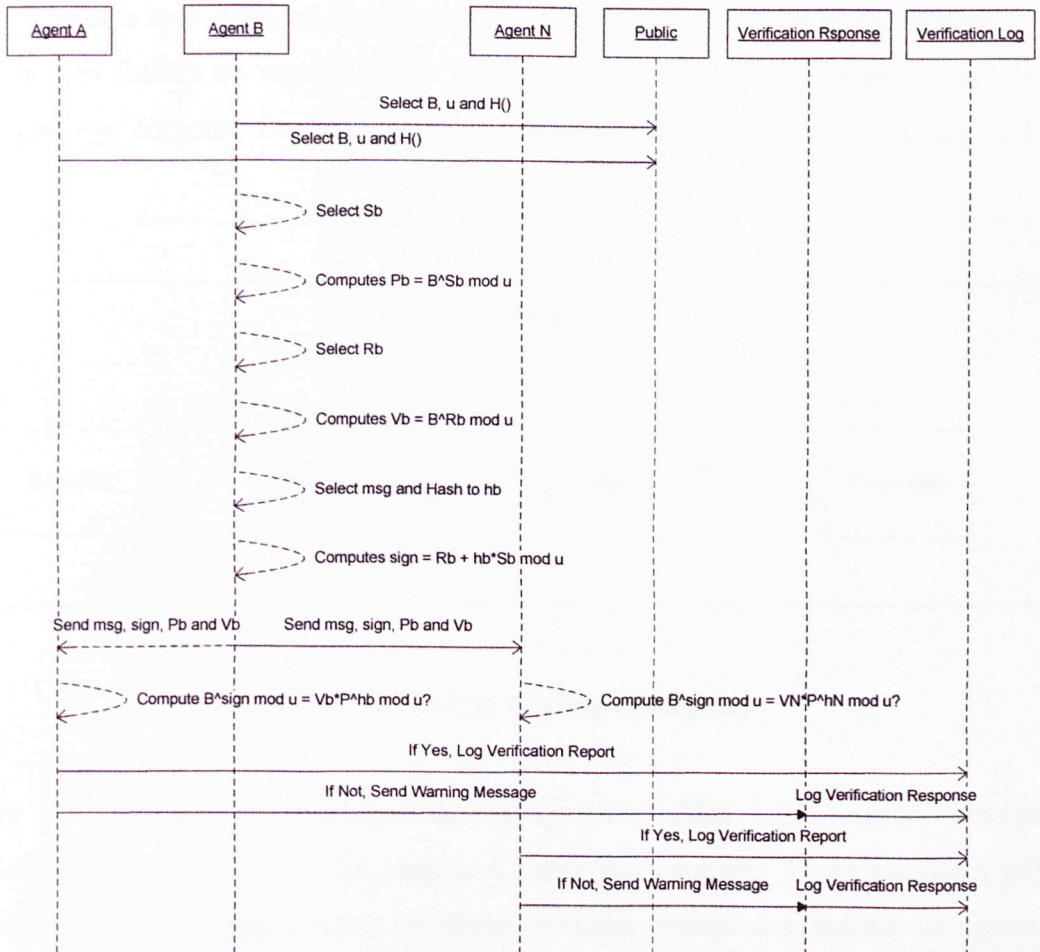 Agent A
Agent B
Agent N
Public
Verification Rsponse
Verification Log
Select B, u and H()
Select B, u and H()
Select Sb
Computes Pb = B^Sb mod u
Select Rb
Computes Vb = B^Rb mod u
Select msg and Hash to hb
Computes sign = Rb + hb*Sb mod u
Send msg, sign, Pb and Vb
Send msg, sign, Pb and Vb
Compute B^sign mod u = Vb*P^hb mod u?
Compute B^sign mod u = VN*P^hN mod u?
If Yes, Log Verification Report
If Not, Send Warning Message
Log Verification Response
If Yes, Log Verification Report
If Not, Send Warning Message
Log Verification Response